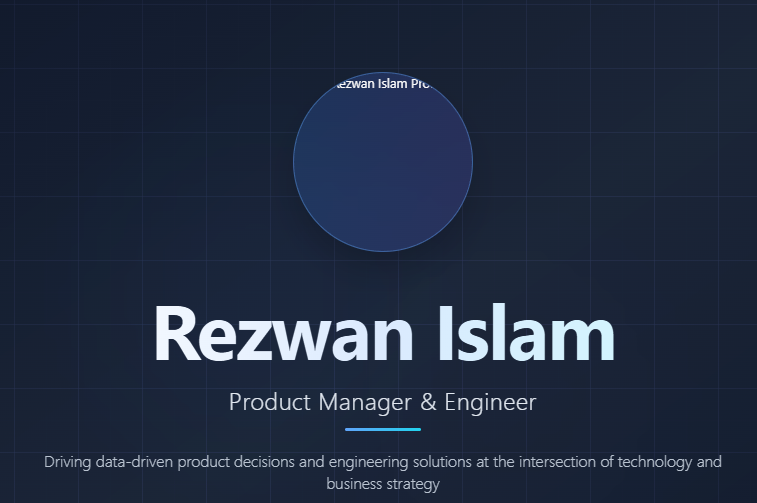 Rezwan Islam
Rezwan Islam
Product Manager & Engineer
Driving data-driven product decisions and engineering solutions at the intersection of technology and
business strategy